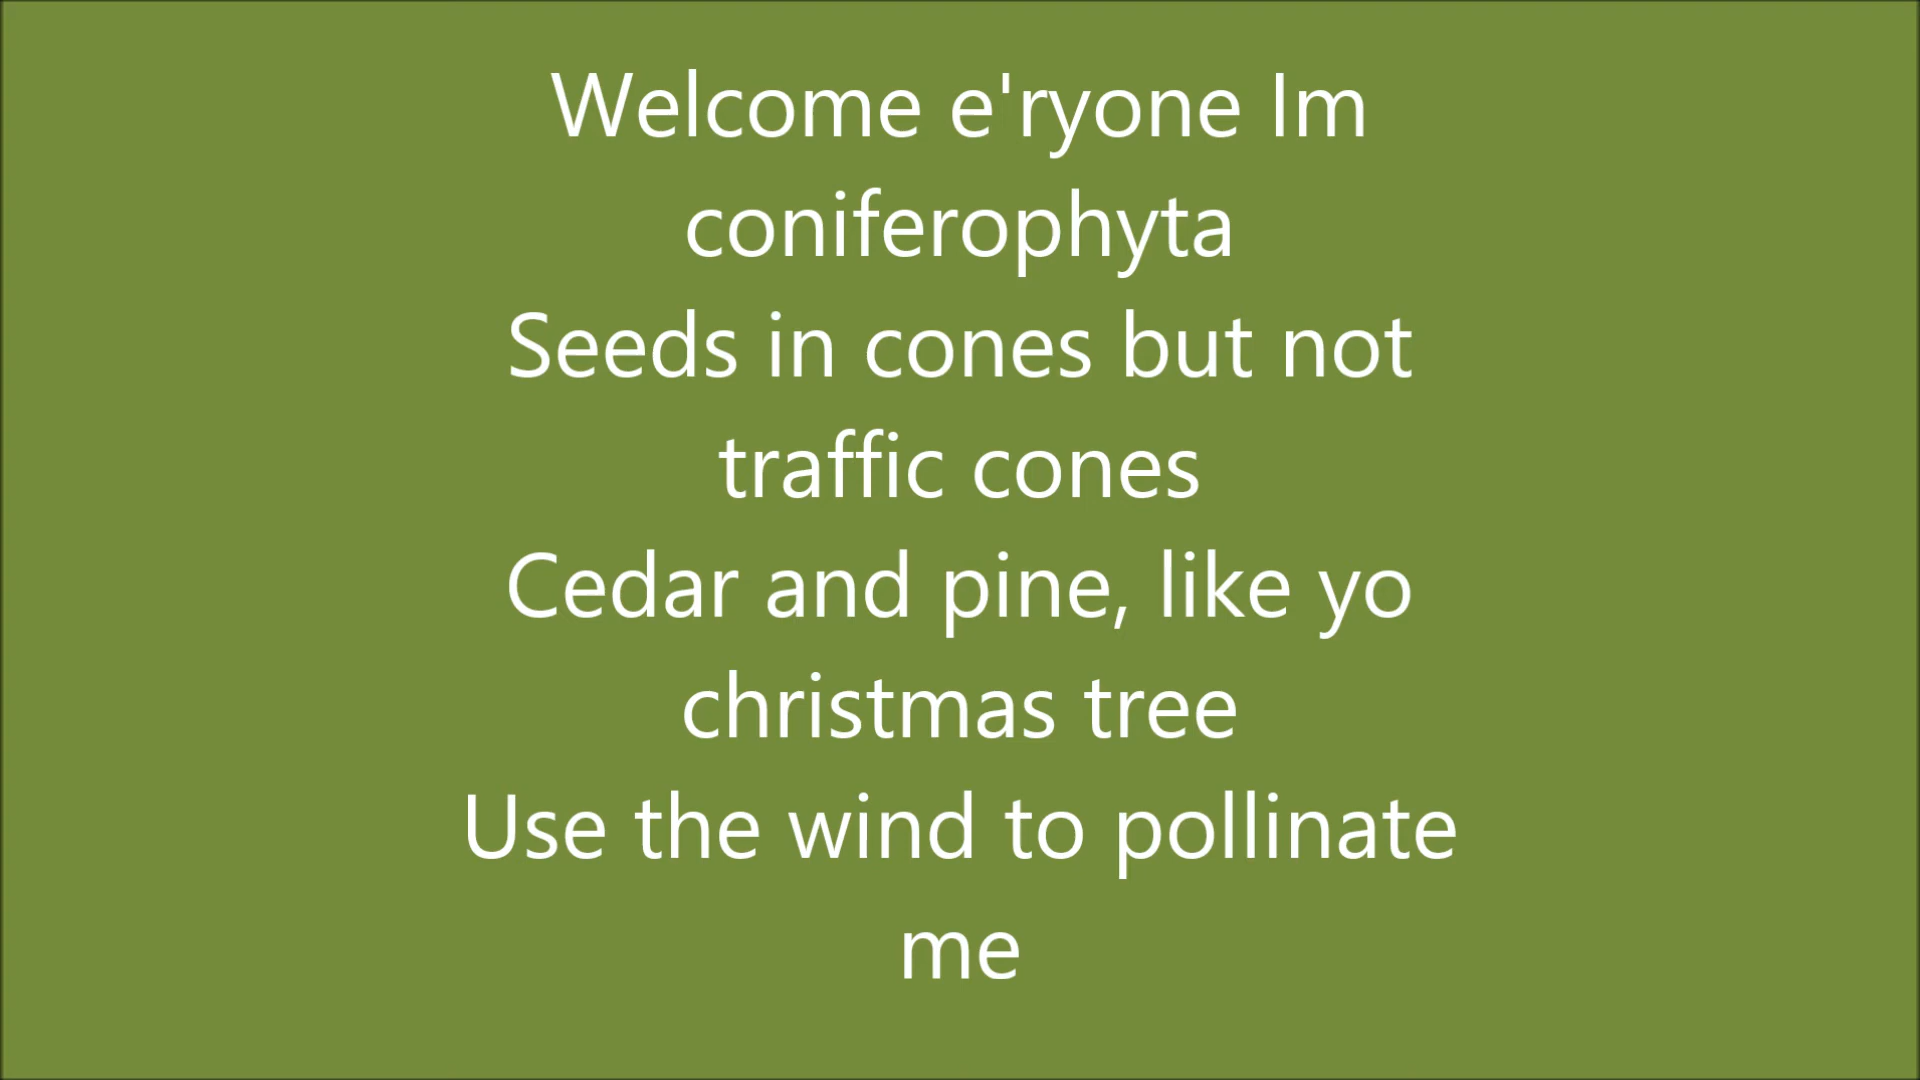 Welcome e'ryone Im
coniferophyta
Seeds in cones but not
traffic cones
Cedar and pine, like yo
christmas tree
Use the wind to pollinate
me